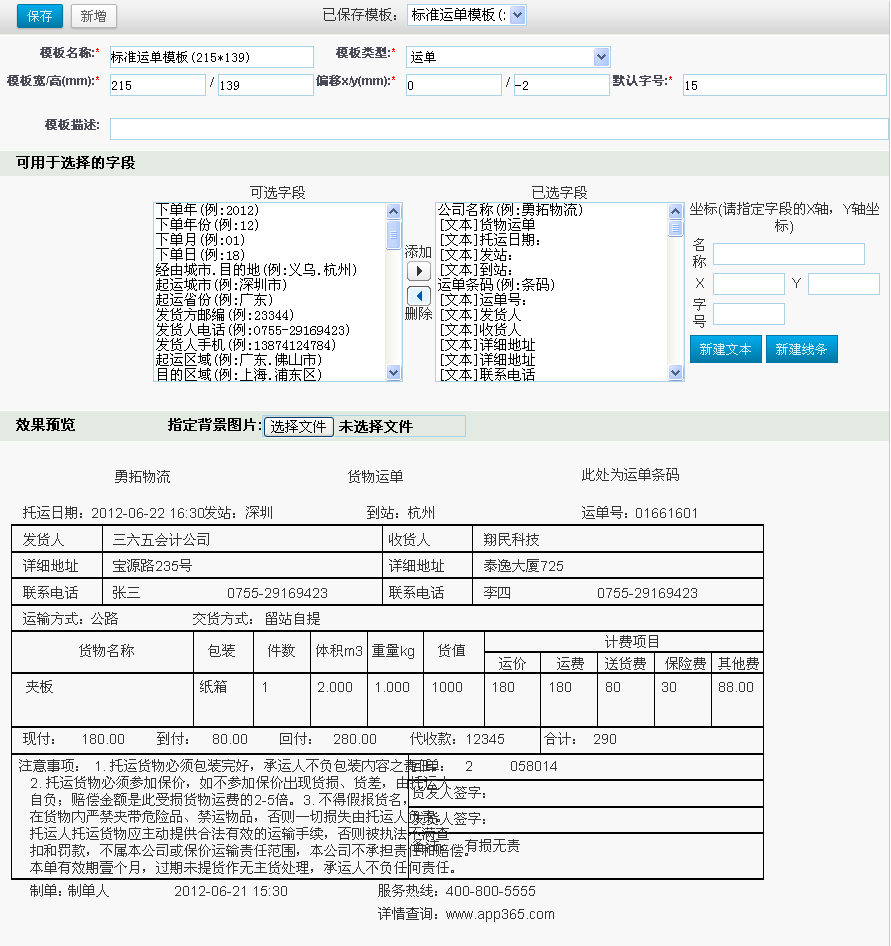 保存 新增 已保存模板： 标准运单模板(:
模板名称:* 标准运单模板(215*139) 模板类型:* 运单
模板宽/高(mm):* 215 / 139 偏移x/y(mm):* 0 / -2 默认字号:* 15
模板描述:
可用于选择的字段
可选字段
下单年(例:2012)
下单年份(例:12)
下单月(例:01)
下单日(例:18)
经由城市.目的地(例:义乌.杭州)
起运城市(例:深圳市)
起运省份(例:广东)
发货方邮编(例:23344)
发货人电话(例:0755-29169423)
发货人手机(例:13874124784)
起运区域(例:广东.佛山市)
目的区域(例:上海.浦东区)
添加
删除
已选字段
公司名称(例:勇拓物流)
[文本]货物运单
[文本]托运日期：
[文本]发站：
[文本]到站：
运单条码(例:条码)
[文本]运单号：
[文本]发货人
[文本]收货人
[文本]详细地址
[文本]详细地址
[文本]联系电话
坐标(请指定字段的X轴，Y轴坐
标)
名
称
X Y
字
号
新建文本 新建线条
效果预览 指定背景图片: 选择文件 未选择文件
勇拓物流 货物运单 此处为运单条码
托运日期：2012-06-22 16:30发站：深圳 到站：杭州 运单号：01661601
发货人 三六五会计公司 收货人 翔民科技
详细地址 宝源路235号 详细地址 泰逸大厦725
联系电话 张三 0755-29169423 联系电话 李四 0755-29169423
运输方式：公路 交货方式： 留站自提
货物名称 包装 件数 体积m3 重量kg 货值 计费项目
运价 运费 送货费 保险费 其他费
夹板 纸箱 1 2.000 1.000 1000 180 180 80 30 88.00
现付： 180.00 到付： 80.00 回付： 280.00 代收款：12345 合计： 290
注意事项： 1. 托运货物必须包装完好，承运人不负包装内容之责任 2 058014
2. 托运货物必须参加保价，如不参加保价出现货损、货差，由托运人
自负；赔偿金额是此受损货物运费的2-5倍。3. 不得假报货名， 发货人签字：
在货物内严禁夹带危险品、禁运物品，否则一切损失由托运人负责。 货人签字：
托运人托运货物应主动提供合法有效的运输手续，否则被执法不满查
扣和罚款，不属本公司或保价运输责任范围，本公司不承担责任和赔偿。 有损无责
本单有效期壹个月，过期未提货作无主货处理，承运人不负任何责任。
制单：制单人 2012-06-21 15:30 服务热线：400-800-5555
详情查询：www.app365.com